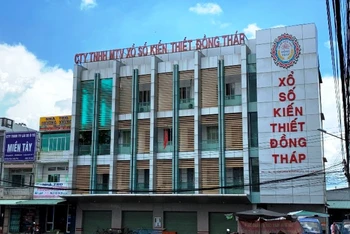 CTY TNHH MTV XỔ SỐ KIẾN THIẾT ĐỒNG THÁP
XỔ
SỐ
KIẾN
THIẾT
ĐỒNG
THÁP
MIỀN TÂY